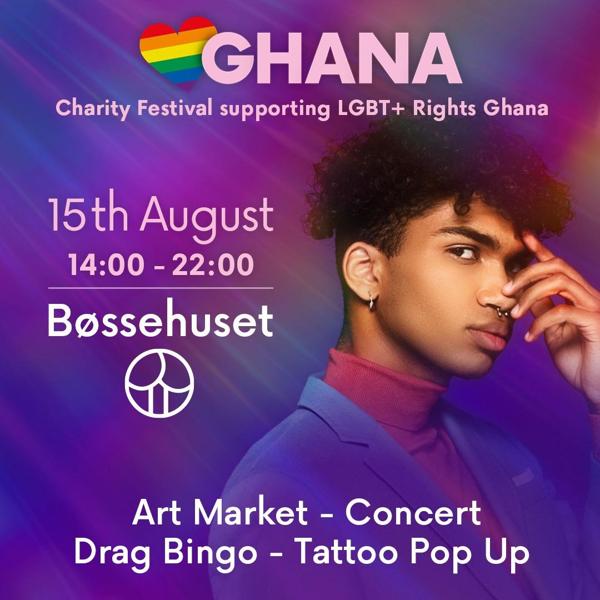 GHANA
Charity Festival supporting LGBT+ Rights Ghana
15th August
14:00 - 22:00
Bøssehuset
Art Market - Concert
Drag Bingo - Tattoo Pop Up